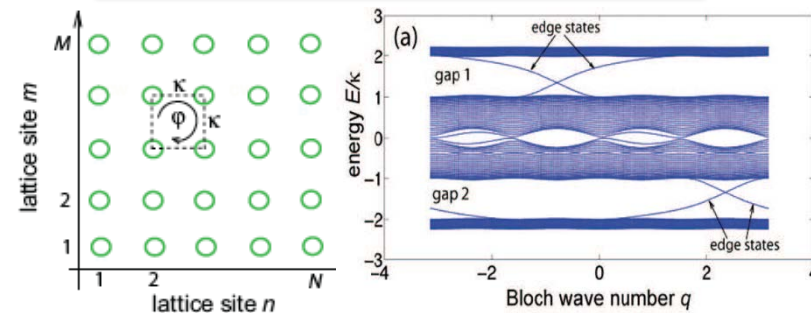 M
lattice site m
2
1
κ
φ
κ
1
2
N
lattice site n
(a)
energy E/κ
3
2
1
0
−1
−2
−3
edge states
gap 1
gap 2
edge states
−4
−2
0
2
4
Bloch wave number q